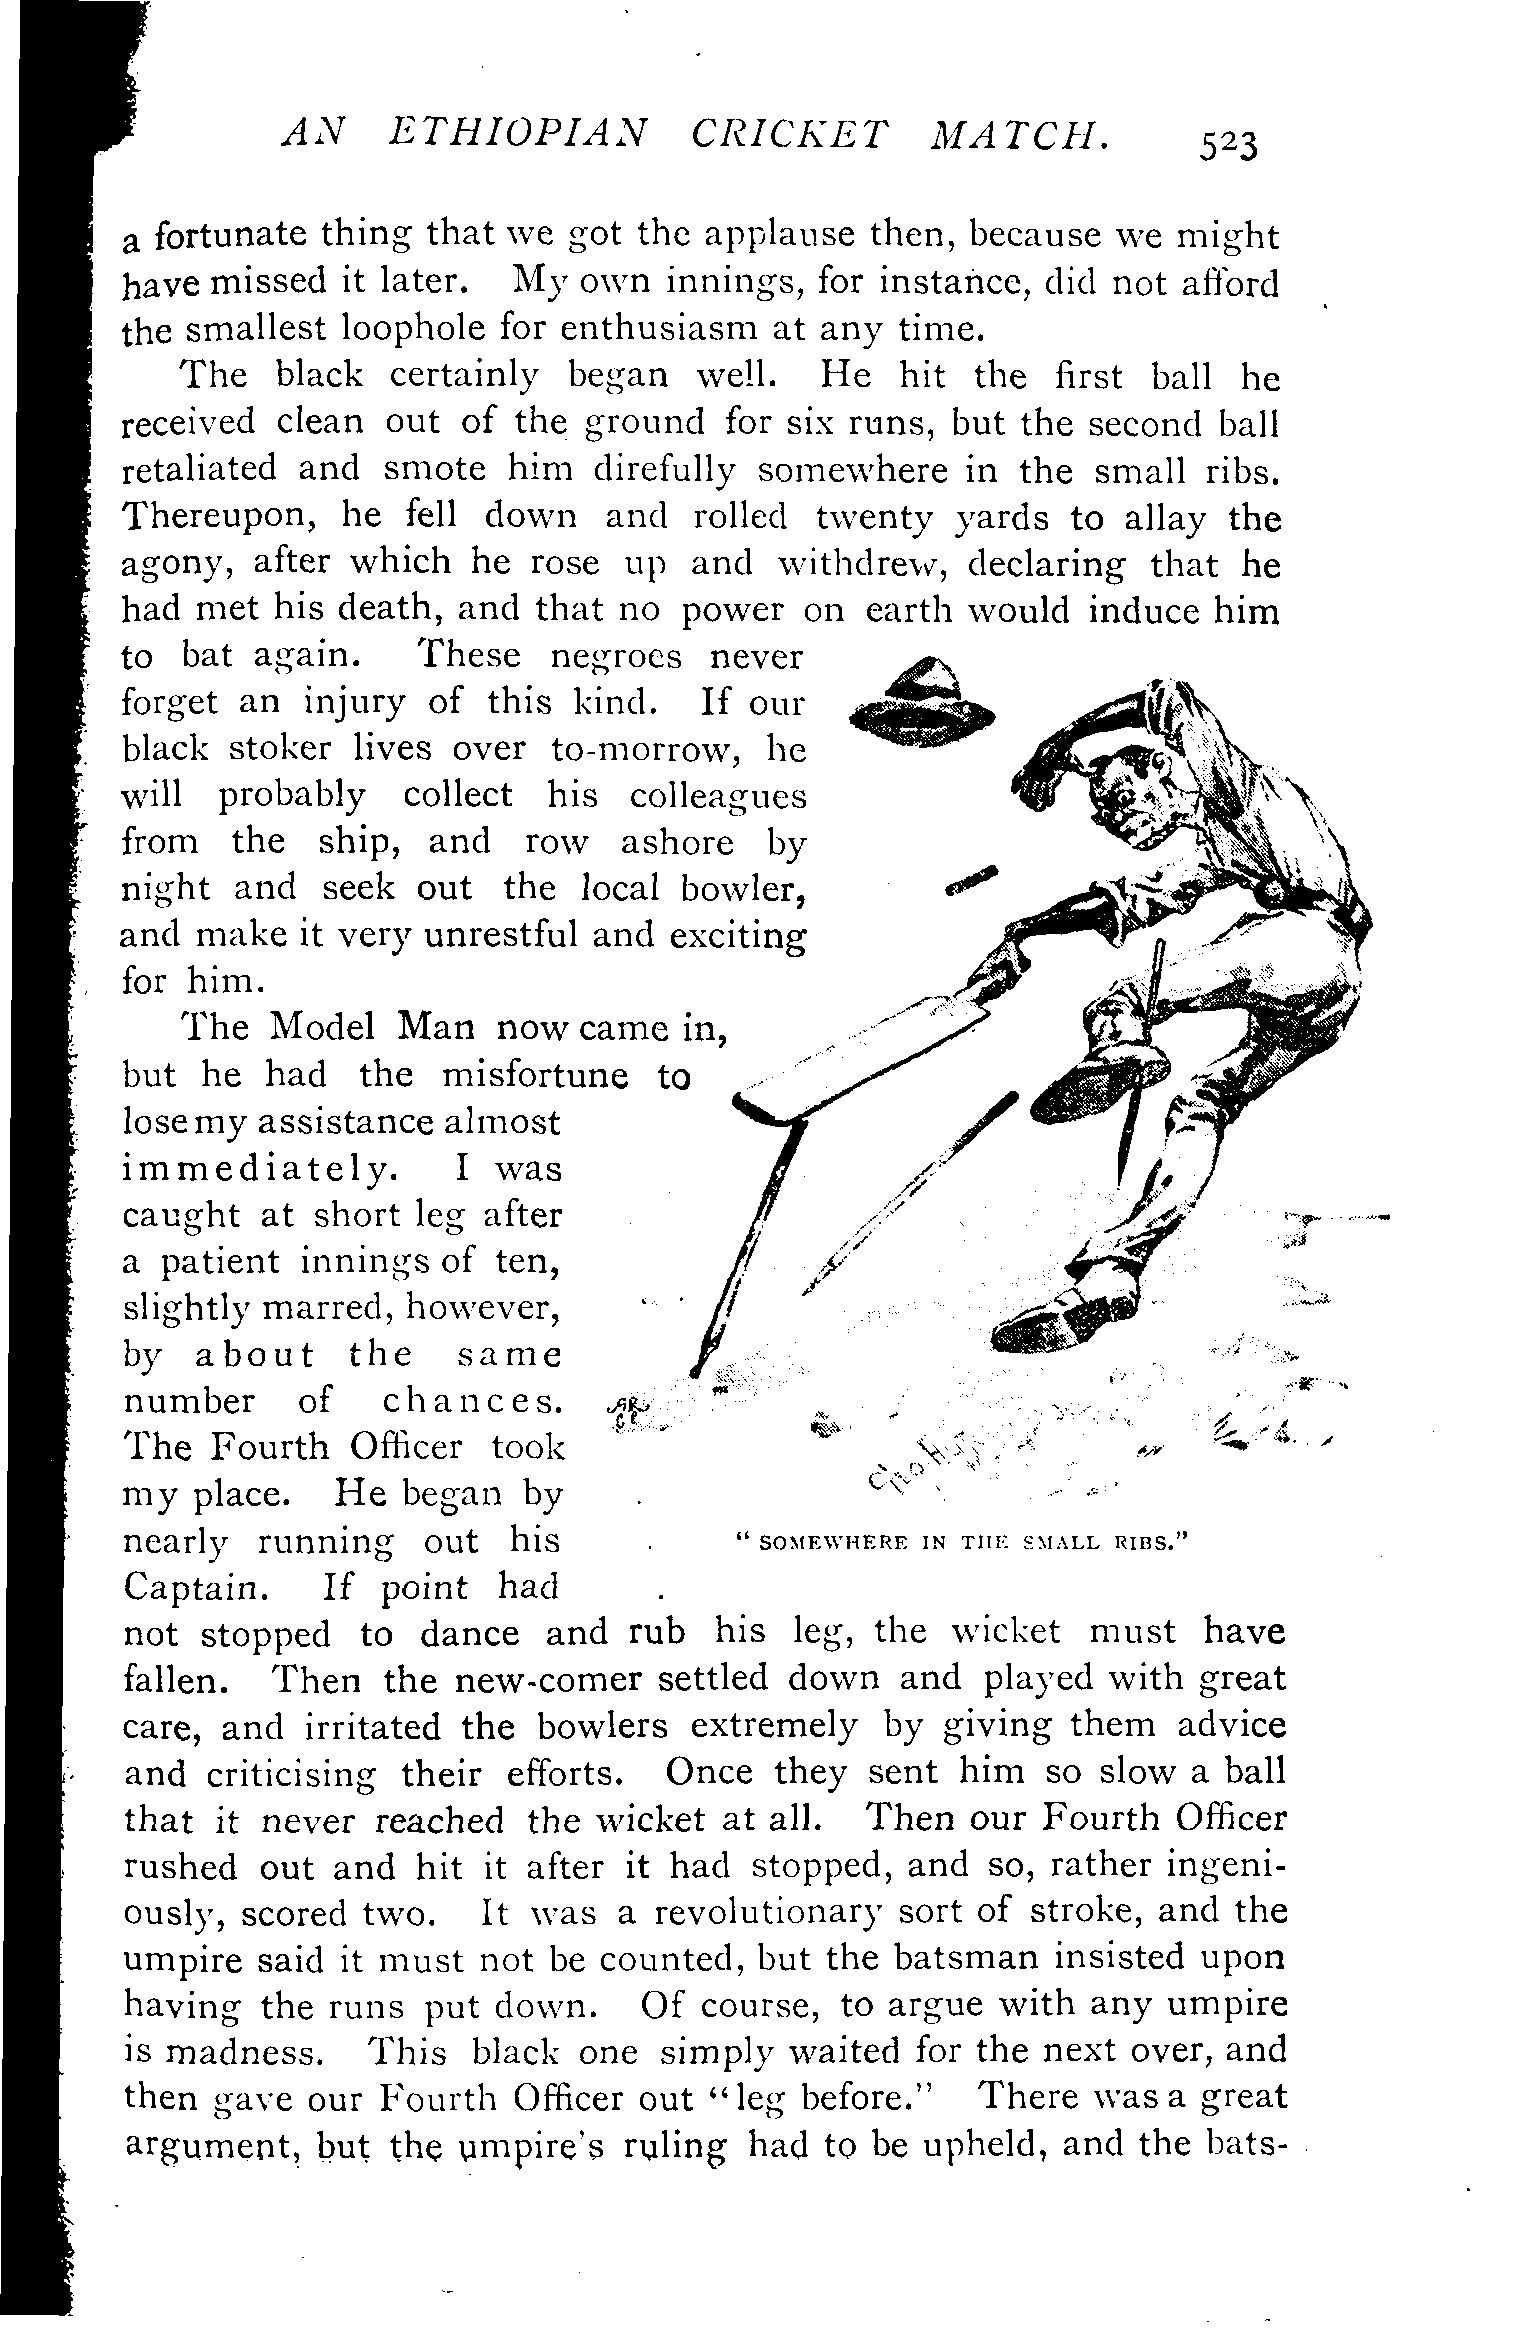 AN ETHIOPIAN CRICKET MATCH. 523
a fortunate thing that we got the applause then, because we might
have missed it later. My own innings, for instance, did not afford
the smallest loophole for enthusiasm at any time.
The black certainly began well. He hit the first ball he
received clean out of the ground for six runs, but the second ball
retaliated and smote him direfully somewhere in the small ribs.
Thereupon, he fell down and rolled twenty yards to allay the
agony, after which he rose up and withdrew, declaring that he
had met his death, and that no power on earth would induce him
to bat again. These negroes never
forget an injury of this kind. If our
black stoker lives over to-morrow, he
will probably collect his colleagues
from the ship, and row ashore by
night and seek out the local bowler,
and make it very unrestful and exciting
for him.
The Model Man now came in,
but he had the misfortune to
lose my assistance almost
immediately. I was
caught at short leg after
a patient innings of ten,
slightly marred, however,
by about the same
number of chances.
The Fourth Officer took
my place. He began by
nearly running out his
Captain. If point had
"SOMEWHERE IN THE SMALL RIBS."
not stopped to dance and rub his leg, the wicket must have
fallen. Then the new-comer settled down and played with great
care, and irritated the bowlers extremely by giving them advice
and criticising their efforts. Once they sent him so slow a ball
that it never reached the wicket at all. Then our Fourth Officer
rushed out and hit it after it had stopped, and so, rather ingeni-
ously, scored two. It was a revolutionary sort of stroke, and the
umpire said it must not be counted, but the batsman insisted upon
having the runs put down. Of course, to argue with any umpire
is madness. This black one simply waited for the next over, and
then gave our Fourth Officer out "leg before." There was a great
argument, but the umpire's ruling had to be upheld, and the bats-